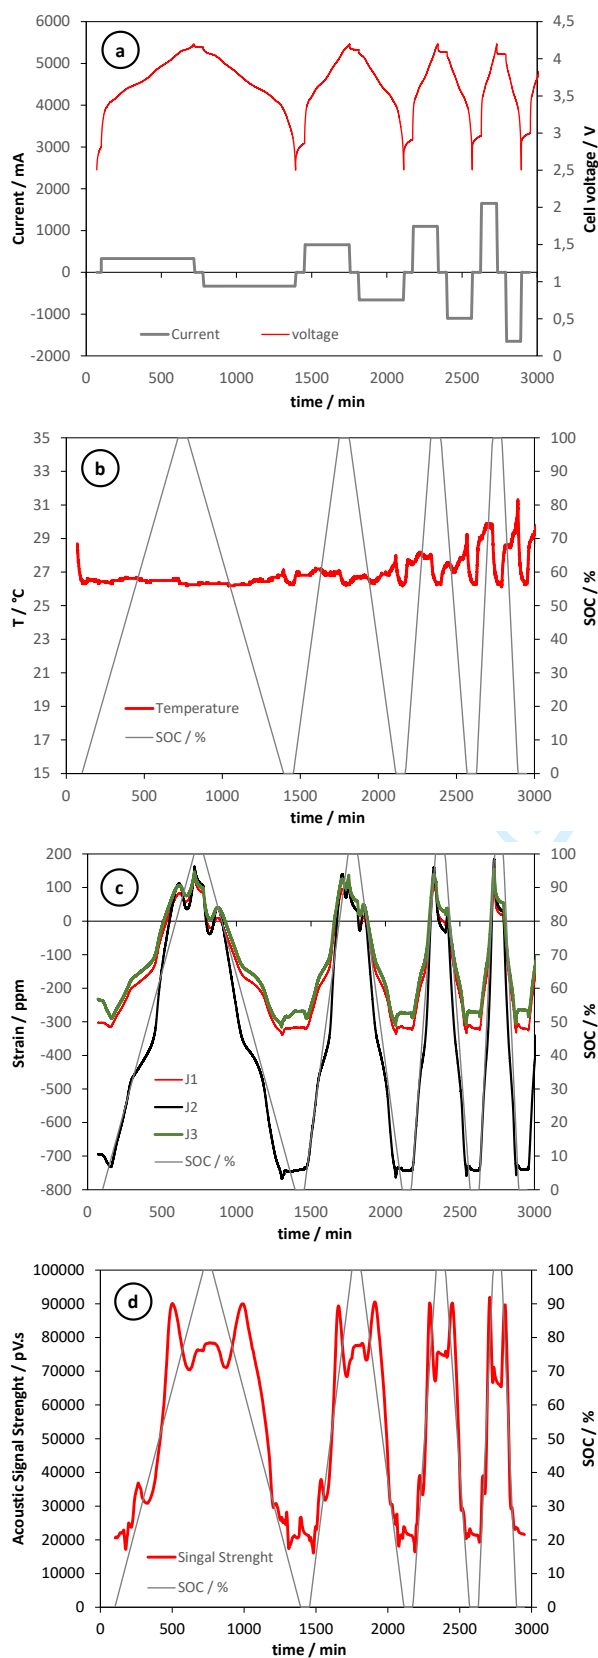 a
6000
5000
4000
3000
2000
1000
0
-1000
-2000
Current / mA
4,5
4
3,5
3
2,5
2
1,5
1
0,5
0
Cell voltage / V
Current
voltage
0 500 1000 1500 2000 2500 3000
time / min
b
35
33
31
29
27
25
23
21
19
17
15
T / °C
100
90
80
70
60
50
40
30
20
10
0
SOC / %
Temperature
SOC / %
0 500 1000 1500 2000 2500 3000
time / min
c
200
100
0
-100
-200
-300
-400
-500
-600
-700
-800
Strain / ppm
100
90
80
70
60
50
40
30
20
10
0
SOC / %
J1
J2
J3
SOC / %
0 500 1000 1500 2000 2500 3000
time / min
d
100000
90000
80000
70000
60000
50000
40000
30000
20000
10000
0
Acoustic Signal Strenght / pV.s
100
90
80
70
60
50
40
30
20
10
0
SOC / %
Singal Strenght
SOC / %
0 500 1000 1500 2000 2500 3000
time / min